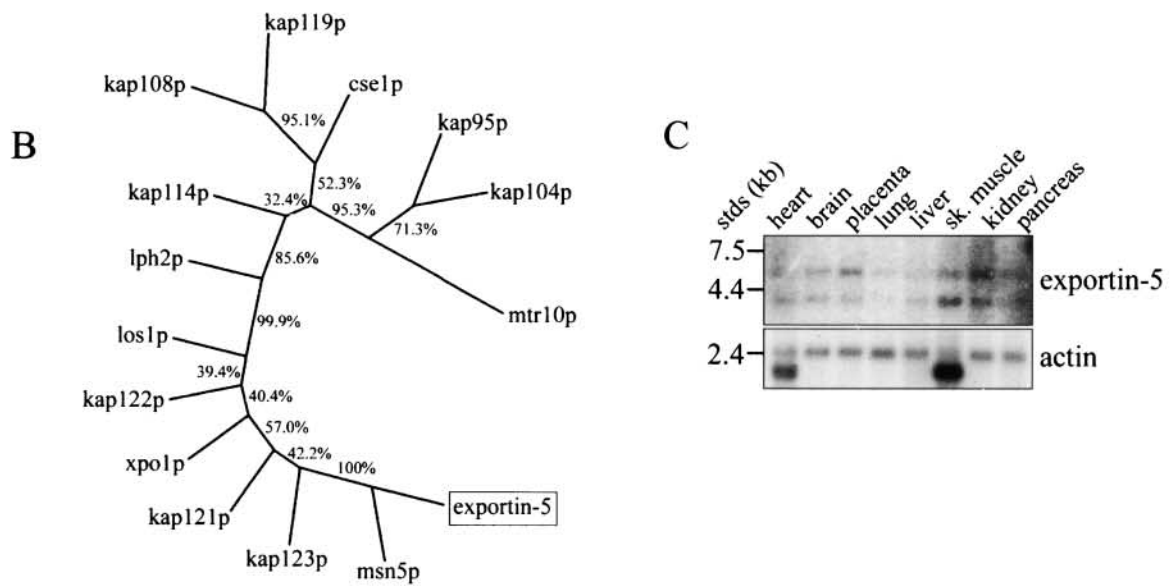 B
kap119p
kap108p
cse1p
95.1%
kap95p
kap114p
32.4%
52.3%
95.3%
kap104p
71.3%
lph2p
85.6%
mtr10p
los1p
99.9%
39.4%
kap122p
40.4%
57.0%
xpo1p
42.2%
100%
kap121p
exportin-5
kap123p
msn5p
C
stds (kb)
heart
brain
placenta
lung
liver
sk. muscle
kidney
pancreas
7.5
4.4
exportin-5
2.4
actin